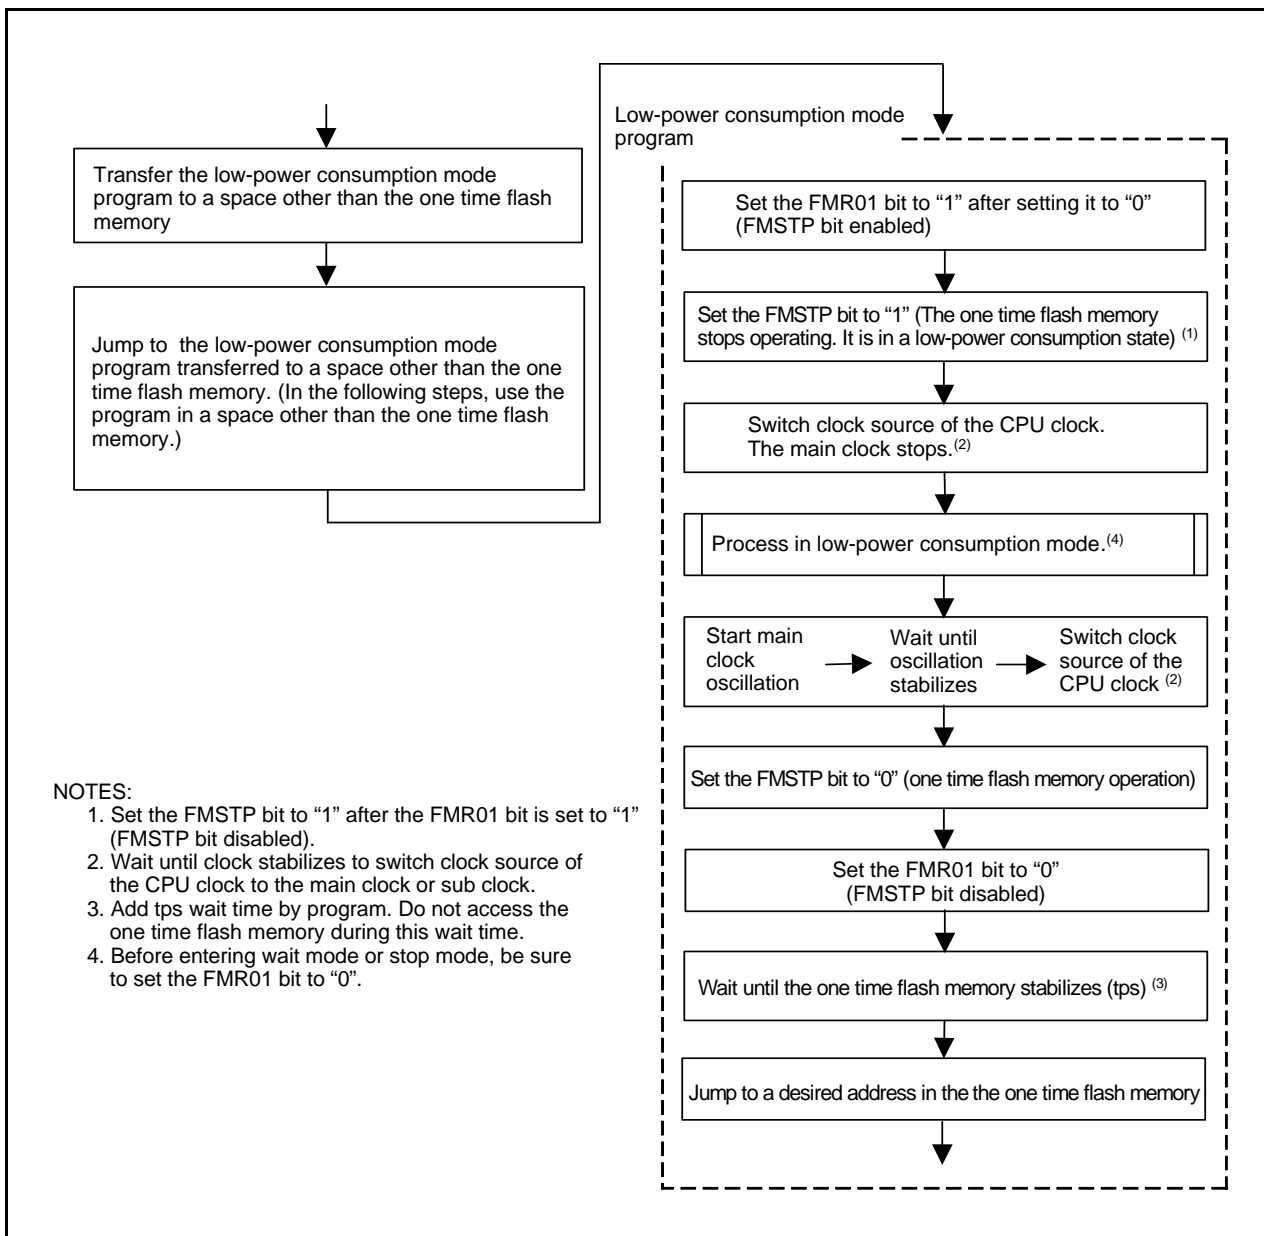 Transfer the low-power consumption mode
program to a space other than the one time flash
memory
Jump to the low-power consumption mode
program transferred to a space other than the one
time flash memory. (In the following steps, use the
program in a space other than the one time flash
memory.)
Low-power consumption mode
program
Set the FMR01 bit to “1” after setting it to “0”
(FMSTP bit enabled)
Set the FMSTP bit to “1” (The one time flash memory
stops operating. It is in a low-power consumption state) (1)
Switch clock source of the CPU clock.
The main clock stops.(2)
Process in low-power consumption mode.(4)
Start main
clock
oscillation
Wait until
oscillation
stabilizes
Switch clock
source of the
CPU clock (2)
Set the FMSTP bit to “0” (one time flash memory operation)
Set the FMR01 bit to “0”
(FMSTP bit disabled)
Wait until the one time flash memory stabilizes (tps) (3)
Jump to a desired address in the the one time flash memory
NOTES:
1. Set the FMSTP bit to “1” after the FMR01 bit is set to “1”
(FMSTP bit disabled).
2. Wait until clock stabilizes to switch clock source of
the CPU clock to the main clock or sub clock.
3. Add tps wait time by program. Do not access the
one time flash memory during this wait time.
4. Before entering wait mode or stop mode, be sure
to set the FMR01 bit to “0”.